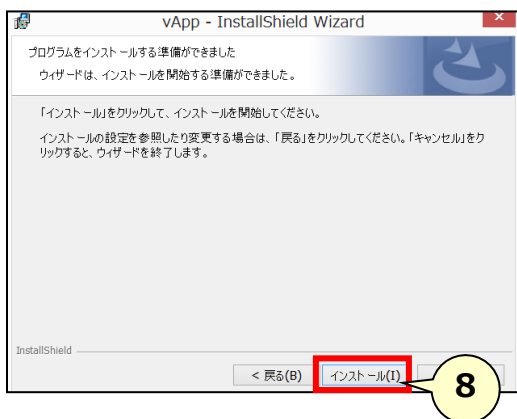 vApp - InstallShield Wizard
プログラムをインストールする準備ができました
ウィザードは、インストールを開始する準備ができました。
「インストール」をクリックして、インストールを開始してください。
インストールの設定を参照したり変更する場合は、「戻る」をクリックしてください。「キャンセル」をク
リックすると、ウィザードを終了します。
InstallShield
< 戻る(B)
インストール(I)
8